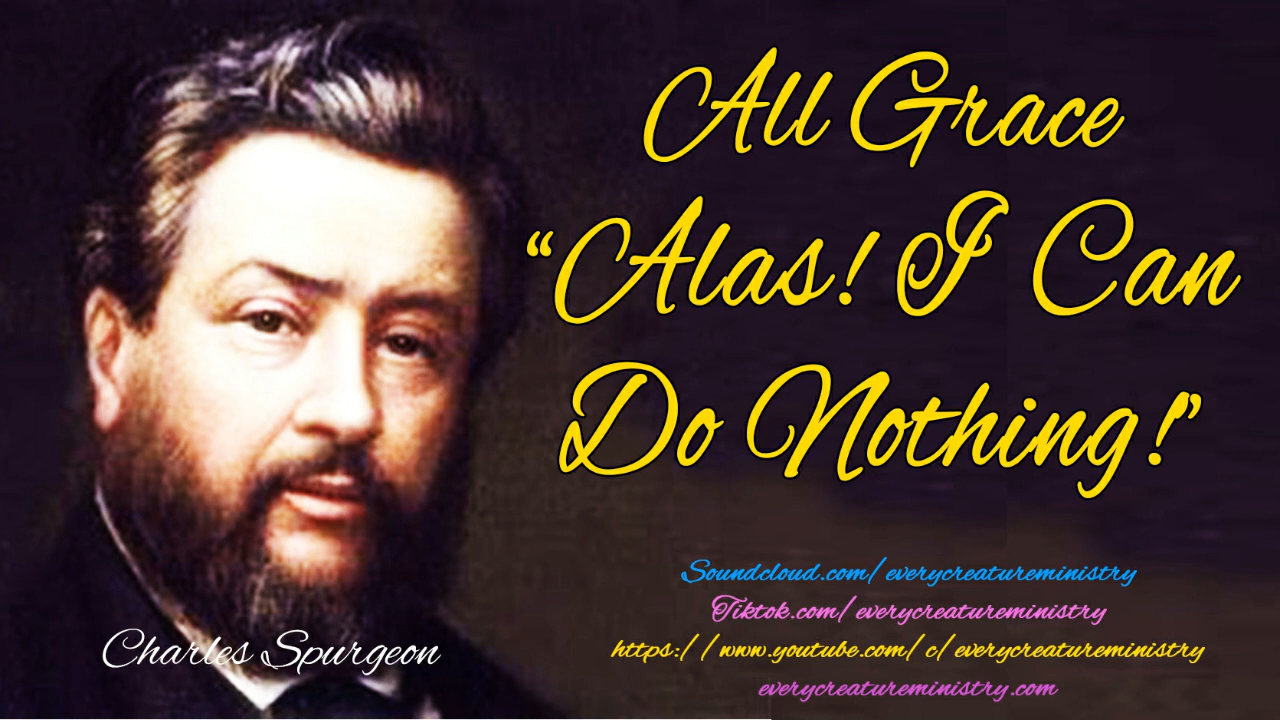 All Grace
“Alas! I Can
Do Nothing!”
Soundcloud.com/everycreatureministry
Tiktok.com/everycreatureministry
https://www.youtube.com/c/everycreatureministry
everycreatureministry.com
Charles Spurgeon